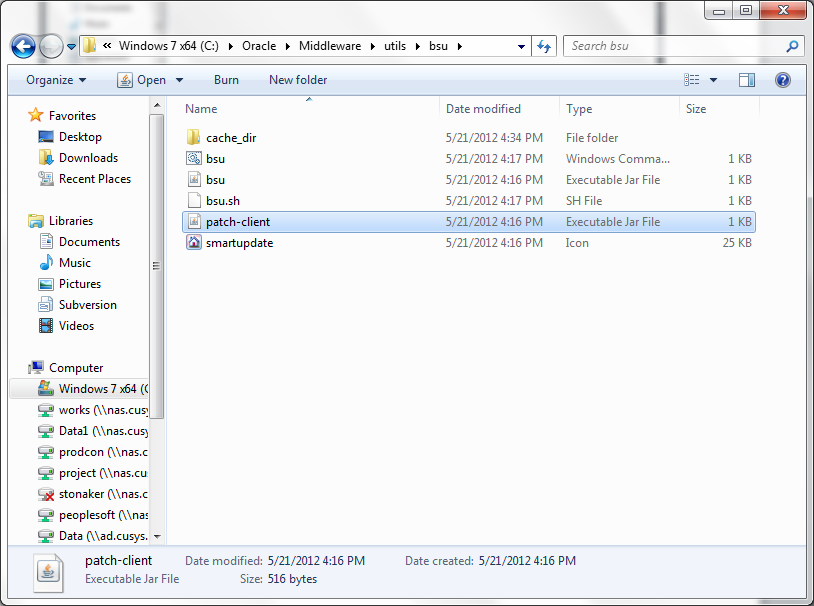 « Windows 7 x64 (C:) Oracle Middleware utils bsu
Search bsu
Organize Open Burn New folder
Name Date modified Type Size
Favorites
Desktop
Downloads
Recent Places
Libraries
Documents
Music
Pictures
Subversion
Videos
Computer
Windows 7 x64 (C
works (\\nas.cusy
Data1 (\\nas.cusy
prodcon (\\nas.c
project (\\nas.cu
stonaker (\\nas.c
peoplesoft (\\nas
Data (\\ad.cusys.
cache_dir 5/21/2012 4:34 PM File folder
bsu 5/21/2012 4:17 PM Windows Comma... 1 KB
bsu 5/21/2012 4:16 PM Executable Jar File 1 KB
bsu.sh 5/21/2012 4:17 PM SH File 1 KB
patch-client 5/21/2012 4:16 PM Executable Jar File 1 KB
smartupdate 5/21/2012 4:16 PM Icon 25 KB
patch-client Date modified: 5/21/2012 4:16 PM Date created: 5/21/2012 4:16 PM
Executable Jar File Size: 516 bytes